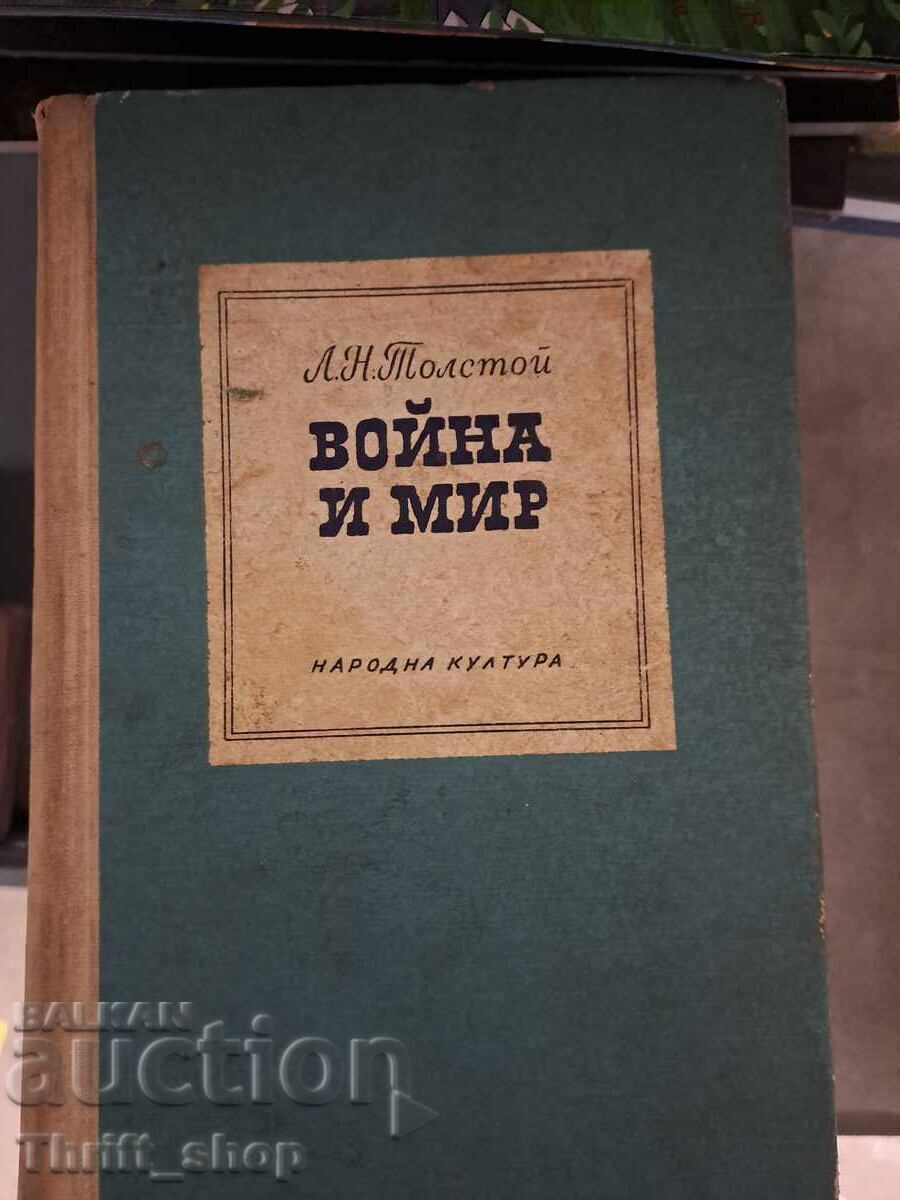 Л.Н.Толстой
ВОЙНА
И МИР
НАРОДНА КУЛТУРА
BALKAN
auction
Thrift_shop